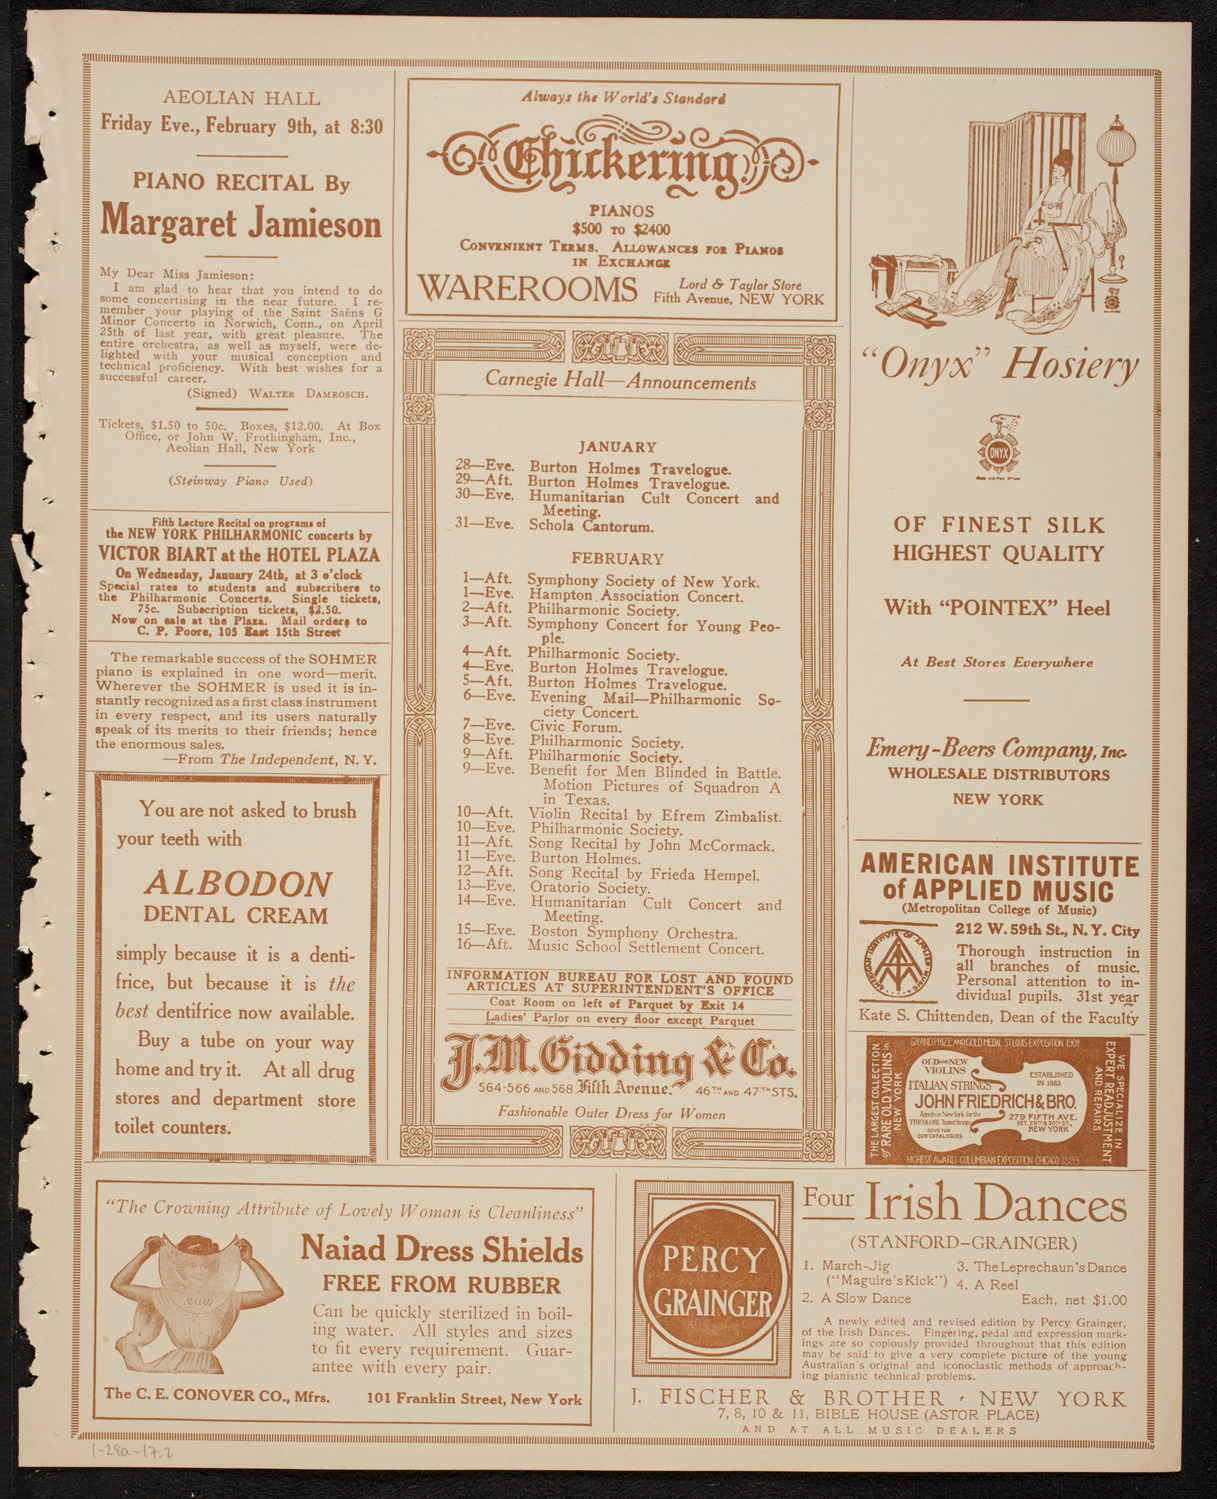 AEOLIAN HALL
Friday Eve., February 9th, at 8:30
PIANO RECITAL By
Margaret Jamieson
My Dear Miss Jamieson:
I am glad to hear that you intend to do
some concertising in the near future. I re-
member your playing of the Saint Saëns G
Minor Concerto in Norwich, Conn., on April
25th of last year, with great pleasure. The
entire orchestra, as well as myself, were de-
lighted with your musical conception and
technical proficiency. With best wishes for a
successful career.
(Signed) WALTER DAMROSCH.
Tickets, $1.50 to 50c. Boxes, $12.00. At Box
Office, or John W. Frothingham, Inc.,
Aeolian Hall, New York
(Steinway Piano Used)
Fifth Lecture Recital on programs of
the NEW YORK PHILHARMONIC concerts by
VICTOR BIART at the HOTEL PLAZA
On Wednesday, January 24th, at 3 o'clock
Special rates to students and subscribers to
the Philharmonic Concerts. Single tickets,
75c. Subscription tickets, $2.50.
Now on sale at the Plaza. Mail orders to
C. P. Poore, 105 East 15th Street
The remarkable success of the SOHMER
piano is explained in one word—merit.
Wherever the SOHMER is used it is in-
stantly recognized as a first class instrument
in every respect, and its users naturally
speak of its merits to their friends; hence
the enormous sales.
—From The Independent, N. Y.
You are not asked to brush
your teeth with
ALBODON
DENTAL CREAM
simply because it is a denti-
frice, but because it is the
best dentifrice now available.
Buy a tube on your way
home and try it. At all drug
stores and department store
toilet counters.
Always the World's Standard
Chickering
PIANOS
$500 TO $2400
CONVENIENT TERMS. ALLOWANCES FOR PIANOS
IN EXCHANGE
WAREROOMS
Lord & Taylor Store
Fifth Avenue, NEW YORK
Carnegie Hall—Announcements
JANUARY
28—Eve. Burton Holmes Travelogue.
29—Aft. Burton Holmes Travelogue.
30—Eve. Humanitarian Cult Concert and
Meeting.
31—Eve. Schola Cantorum.
FEBRUARY
1—Aft. Symphony Society of New York.
1—Eve. Hampton Association Concert.
2—Aft. Philharmonic Society.
3—Aft. Symphony Concert for Young Peo-
ple.
4—Aft. Philharmonic Society.
4—Eve. Burton Holmes Travelogue.
5—Aft. Burton Holmes Travelogue.
6—Eve. Evening Mail—Philharmonic So-
ciety Concert.
7—Eve. Civic Forum.
8—Eve. Philharmonic Society.
9—Aft. Philharmonic Society.
9—Eve. Benefit for Men Blinded in Battle.
Motion Pictures of Squadron A
in Texas.
10—Aft. Violin Recital by Efrem Zimbalist.
10—Eve. Philharmonic Society.
11—Aft. Song Recital by John McCormack.
11—Eve. Burton Holmes.
12—Aft. Song Recital by Frieda Hempel.
13—Eve. Oratorio Society.
14—Eve. Humanitarian Cult Concert and
Meeting.
15—Eve. Boston Symphony Orchestra.
16—Aft. Music School Settlement Concert.
INFORMATION BUREAU FOR LOST AND FOUND
ARTICLES AT SUPERINTENDENT'S OFFICE
Coat Room on left of Parquet by Exit 14
Ladies' Parlor on every floor except Parquet
J. M. Gidding & Co.
564-566 AND 568 Fifth Avenue. 46TH AND 47TH STS.
Fashionable Outer Dress for Women
"Onyx" Hosiery
ONYX
OF FINEST SILK
HIGHEST QUALITY
With "POINTEX" Heel
At Best Stores Everywhere
Emery-Beers Company, Inc.
WHOLESALE DISTRIBUTORS
NEW YORK
AMERICAN INSTITUTE
of APPLIED MUSIC
(Metropolitan College of Music)
212 W. 59th St., N. Y. City
Thorough instruction in
all branches of music.
Personal attention to in-
dividual pupils. 31st year
Kate S. Chittenden, Dean of the Faculty
GRAND PRIZE AND GOLD MEDAL ST LOUIS EXPOSITION 1904
THE LARGEST COLLECTION
of RARE OLD VIOLINS in
NEW YORK
OLD AND NEW
VIOLINS
ITALIAN STRINGS
ESTABLISHED
IN 1883
JOHN FRIEDRICH & BRO.
Agents in New York for the
TRICOLORE Tested Strings
SEND FOR
OUR CATALOGUES
279 FIFTH AVE.
BET. 29TH & 30TH ST.,
NEW YORK
WE SPECIALIZE IN
EXPERT READJUSTMENT
AND REPAIRS
HIGHEST AWARD COLUMBIAN EXPOSITION CHICAGO 1893
"The Crowning Attribute of Lovely Woman is Cleanliness"
NAIAD
Naiad Dress Shields
FREE FROM RUBBER
Can be quickly sterilized in boil-
ing water. All styles and sizes
to fit every requirement. Guar-
antee with every pair.
The C. E. CONOVER CO., Mfrs. 101 Franklin Street, New York
PERCY
GRAINGER
Four Irish Dances
(STANFORD-GRAINGER)
1. March-Jig
("Maguire's Kick")
2. A Slow Dance
3. The Leprechaun's Dance
4. A Reel
Each, net $1.00
A newly edited and revised edition by Percy Grainger,
of the Irish Dances. Fingering, pedal and expression mark-
ings are so copiously provided throughout that this edition
may be said to give a very complete picture of the young
Australian's original and iconoclastic methods of approach-
ing pianistic technical problems.
J. FISCHER & BROTHER, NEW YORK
7, 8, 10 & 11, BIBLE HOUSE (ASTOR PLACE)
AND AT ALL MUSIC DEALERS
1-28a-17.2